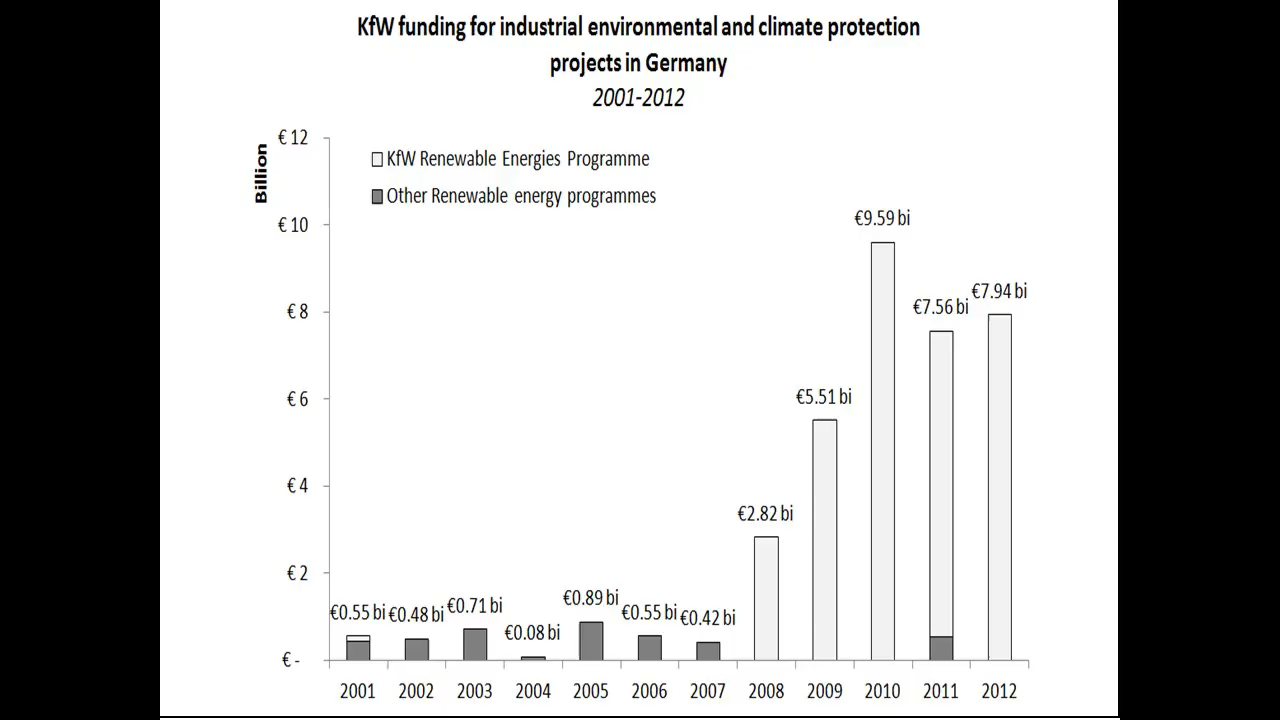 KfW funding for industrial environmental and climate protection
projects in Germany
2001-2012
Billion
€ 12
€ 10
€ 8
€ 6
€ 4
€ 2
€ -
KfW Renewable Energies Programme
Other Renewable energy programmes
€0.55 bi
€0.48 bi
€0.71 bi
€0.08 bi
€0.89 bi
€0.55 bi
€0.42 bi
€2.82 bi
€5.51 bi
€9.59 bi
€7.56 bi
€7.94 bi
2001 2002 2003 2004 2005 2006 2007 2008 2009 2010 2011 2012